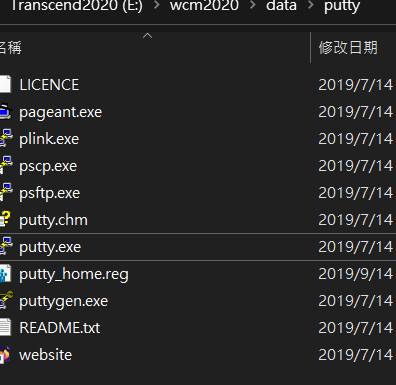 Transcend2020 (E:) > wcm2020 > data > putty
名稱 修改日期
LICENCE 2019/7/14
pageant.exe 2019/7/14
plink.exe 2019/7/14
pscp.exe 2019/7/14
psftp.exe 2019/7/14
putty.chm 2019/7/14
putty.exe 2019/7/14
putty_home.reg 2019/9/14
puttygen.exe 2019/7/14
README.txt 2019/7/14
website 2019/7/14